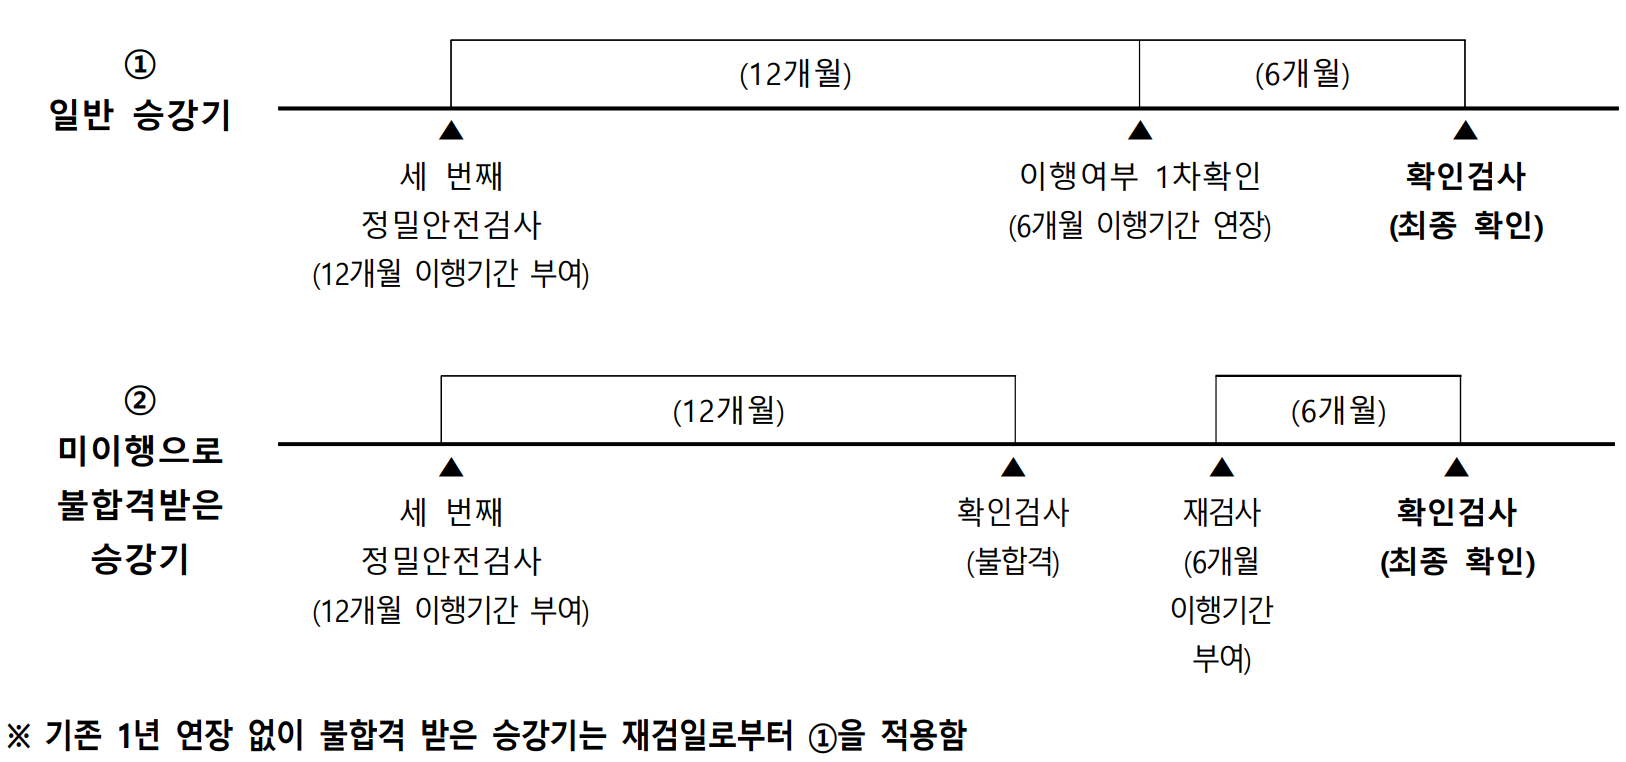 ①
일반 승강기
(12개월)
(6개월)
▲
▲
▲
세 번째
정밀안전검사
(12개월 이행기간 부여)
이행여부 1차확인
(6개월 이행기간 연장)
확인검사
(최종 확인)
②
미이행으로
불합격받은
승강기
(12개월)
(6개월)
▲
▲
▲
▲
세 번째
정밀안전검사
(12개월 이행기간 부여)
확인검사
(불합격)
재검사
(6개월
이행기간
부여)
확인검사
(최종 확인)
※ 기존 1년 연장 없이 불합격 받은 승강기는 재검일로부터 ①을 적용함